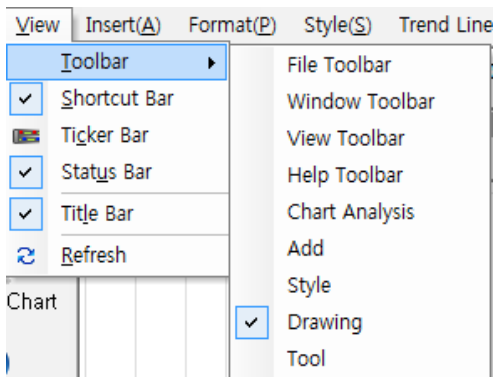 View Insert(A) Format(P) Style(S) Trend Line
Toolbar
Shortcut Bar
Ticker Bar
Status Bar
Title Bar
Refresh
Chart
File Toolbar
Window Toolbar
View Toolbar
Help Toolbar
Chart Analysis
Add
Style
Drawing
Tool